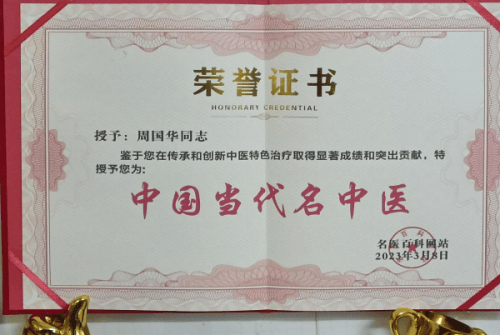 荣誉证书
HONORARY CREDENTIAL
授予：周国华同志
鉴于您在传承和创新中医特色治疗取得显著成绩和突出贡献，特
授予您为：
中国当代名中医
名医百科网站
2023年3月8日